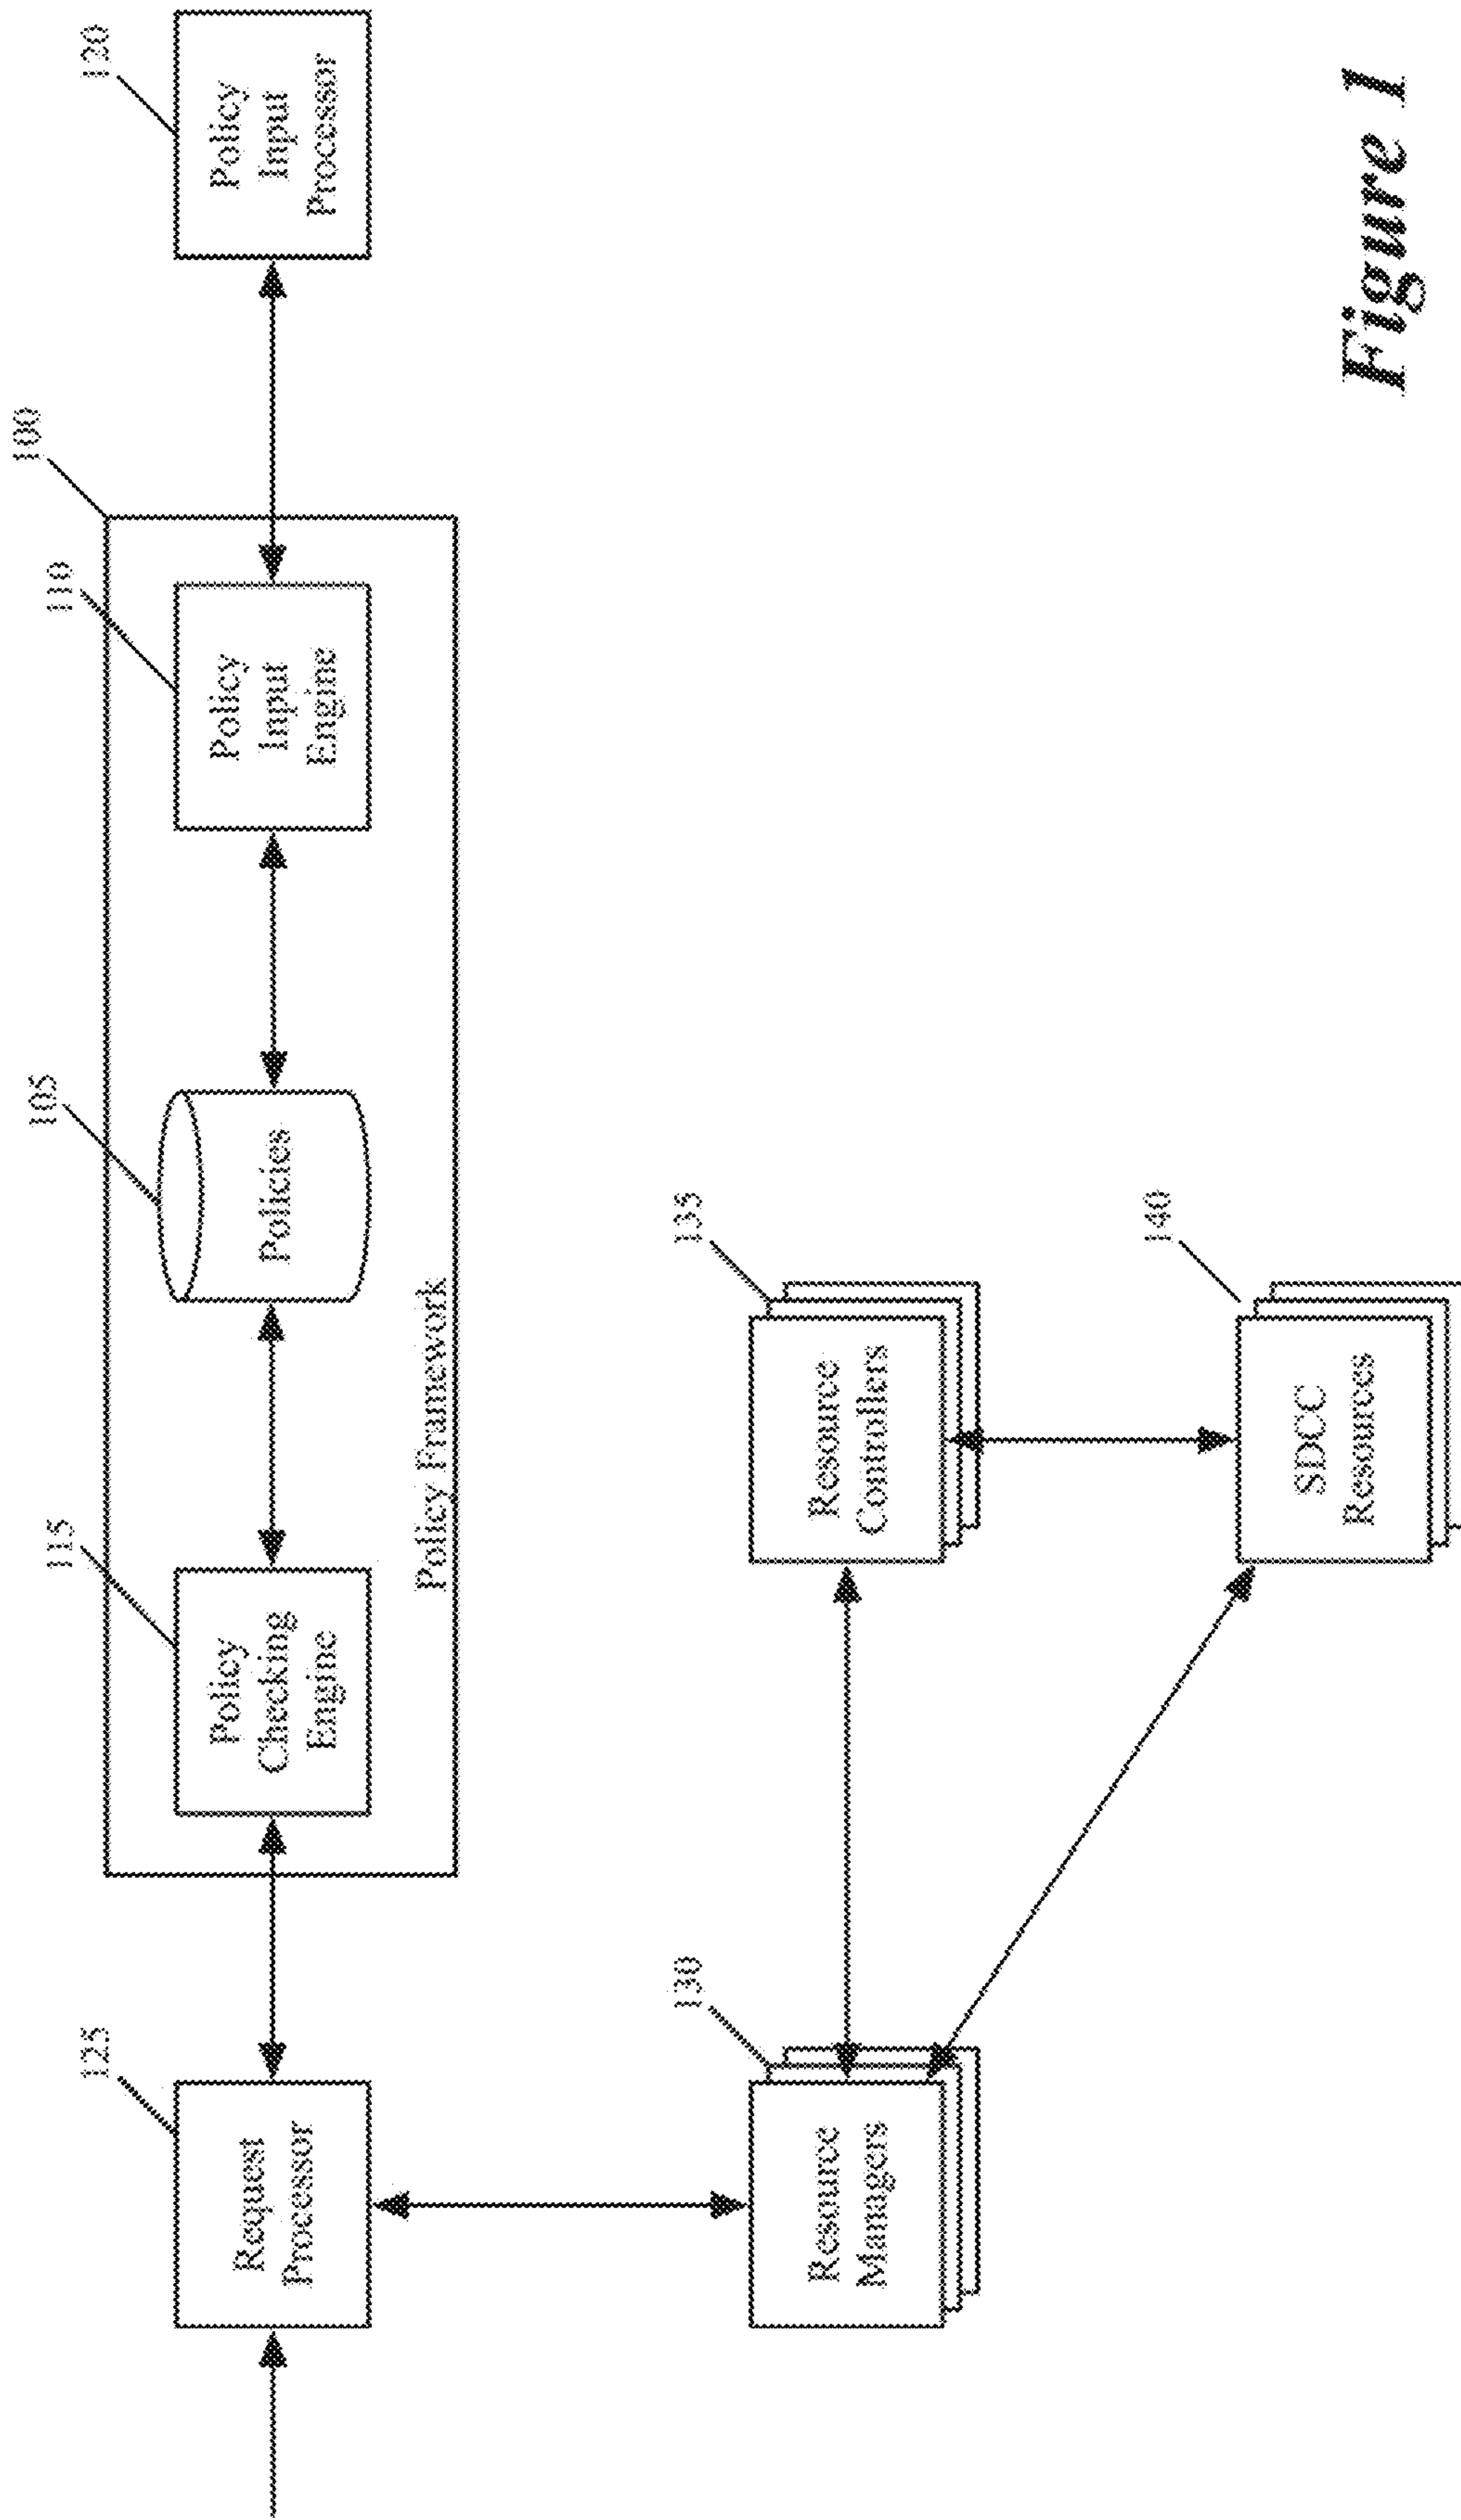 125
Request
Processor
115
Policy
Checking
Engine
105
Policies
110
Policy
Input
Engine
100
Policy Framework
120
Policy
Input
Processor
130
Resource
Managers
135
Resource
Controllers
140
SDCC
Resources
Figure 1